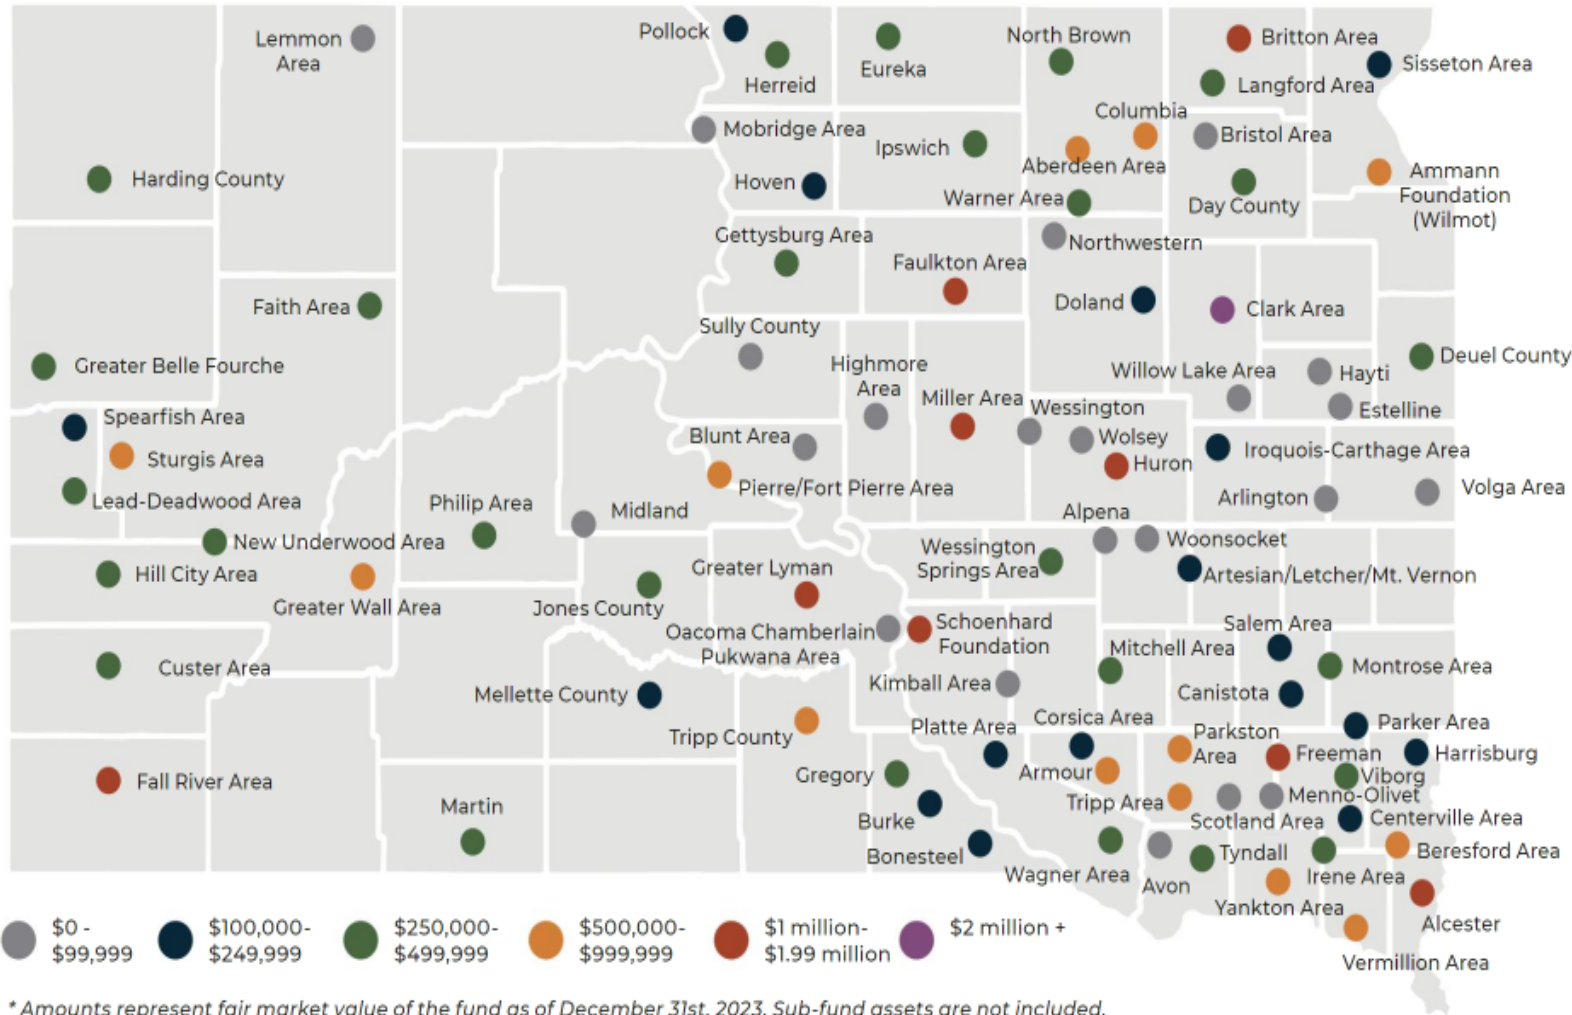 Lemmon
Area
Pollock
Herreid
Eureka
North Brown
Britton Area
Sisseton Area
Langford Area
Mobridge Area
Ipswich
Columbia
Aberdeen Area
Bristol Area
Harding County
Hoven
Warner Area
Day County
Ammann
Foundation
(Wilmot)
Gettysburg Area
Faulkton Area
Northwestern
Faith Area
Doland
Clark Area
Sully County
Greater Belle Fourche
Highmore
Area
Miller Area
Willow Lake Area
Hayti
Deuel County
Estelline
Spearfish Area
Sturgis Area
Lead-Deadwood Area
Blunt Area
Pierre/Fort Pierre Area
Wessington
Wolsey
Huron
Iroquois-Carthage Area
Arlington
Volga Area
Philip Area
Midland
Alpena
Woonsocket
New Underwood Area
Hill City Area
Greater Wall Area
Jones County
Greater Lyman
Wessington
Springs Area
Artesian/Letcher/Mt. Vernon
Oacoma Chamberlain
Pukwana Area
Schoenhard
Foundation
Salem Area
Mitchell Area
Montrose Area
Custer Area
Mellette County
Kimball Area
Canistota
Tripp County
Platte Area
Corsica Area
Parkston
Area
Parker Area
Freeman
Harrisburg
Fall River Area
Gregory
Armour
Viborg
Martin
Burke
Tripp Area
Menno-Olivet
Scotland Area
Centerville Area
Bonesteel
Wagner Area
Avon
Tyndall
Irene Area
Beresford Area
Yankton Area
Alcester
Vermillion Area
$0 -
$99,999
$100,000-
$249,999
$250,000-
$499,999
$500,000-
$999,999
$1 million-
$1.99 million
$2 million +
* Amounts represent fair market value of the fund as of December 31st, 2023. Sub-fund assets are not included.